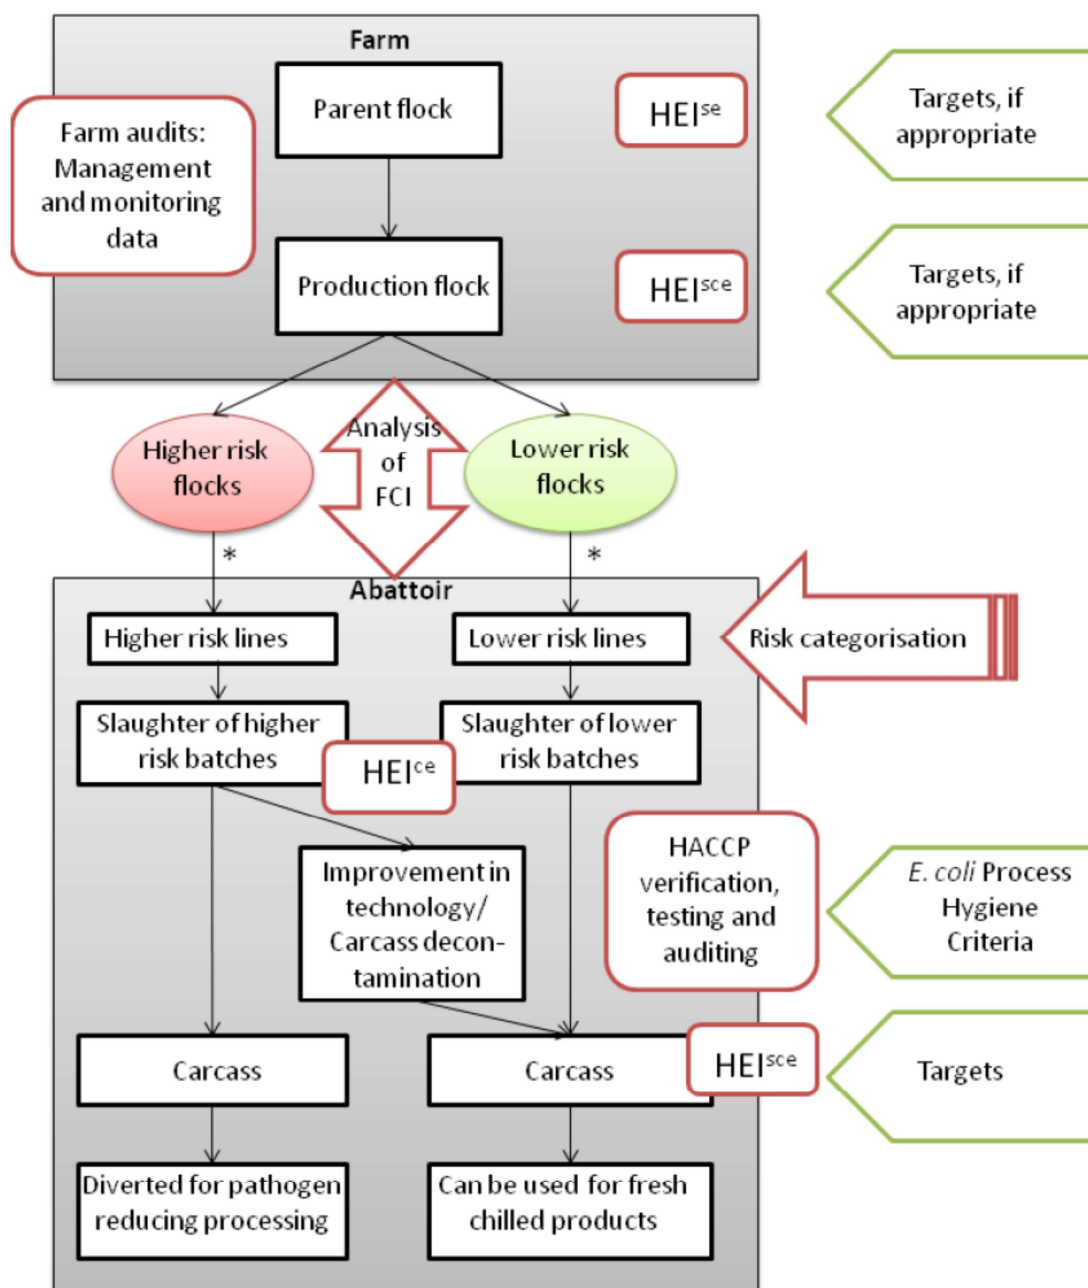 Farm
Parent flock
HEIse
Targets, if
appropriate
Farm audits:
Management
and monitoring
data
Production flock
HEIsce
Targets, if
appropriate
Higher risk
flocks
Analysis
of
FCI
Lower risk
flocks
*
*
Abattoir
Higher risk lines
Lower risk lines
Risk categorisation
Slaughter of higher
risk batches
HEIce
Slaughter of lower
risk batches
Improvement in
technology/
Carcass decon-
tamination
HACCP
verification,
testing and
auditing
E. coli Process
Hygiene
Criteria
Carcass
Carcass
HEIsce
Targets
Diverted for pathogen
reducing processing
Can be used for fresh
chilled products